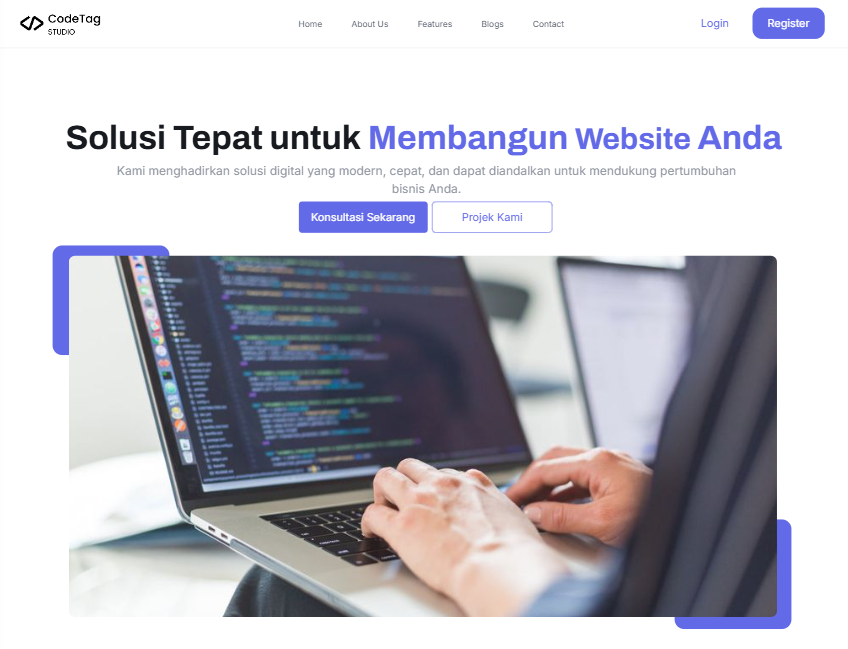 CodeTag
STUDIO
Home About Us Features Blogs Contact
Login Register
Solusi Tepat untuk Membangun Website Anda
Kami menghadirkan solusi digital yang modern, cepat, dan dapat diandalkan untuk mendukung pertumbuhan
bisnis Anda.
Konsultasi Sekarang Projek Kami